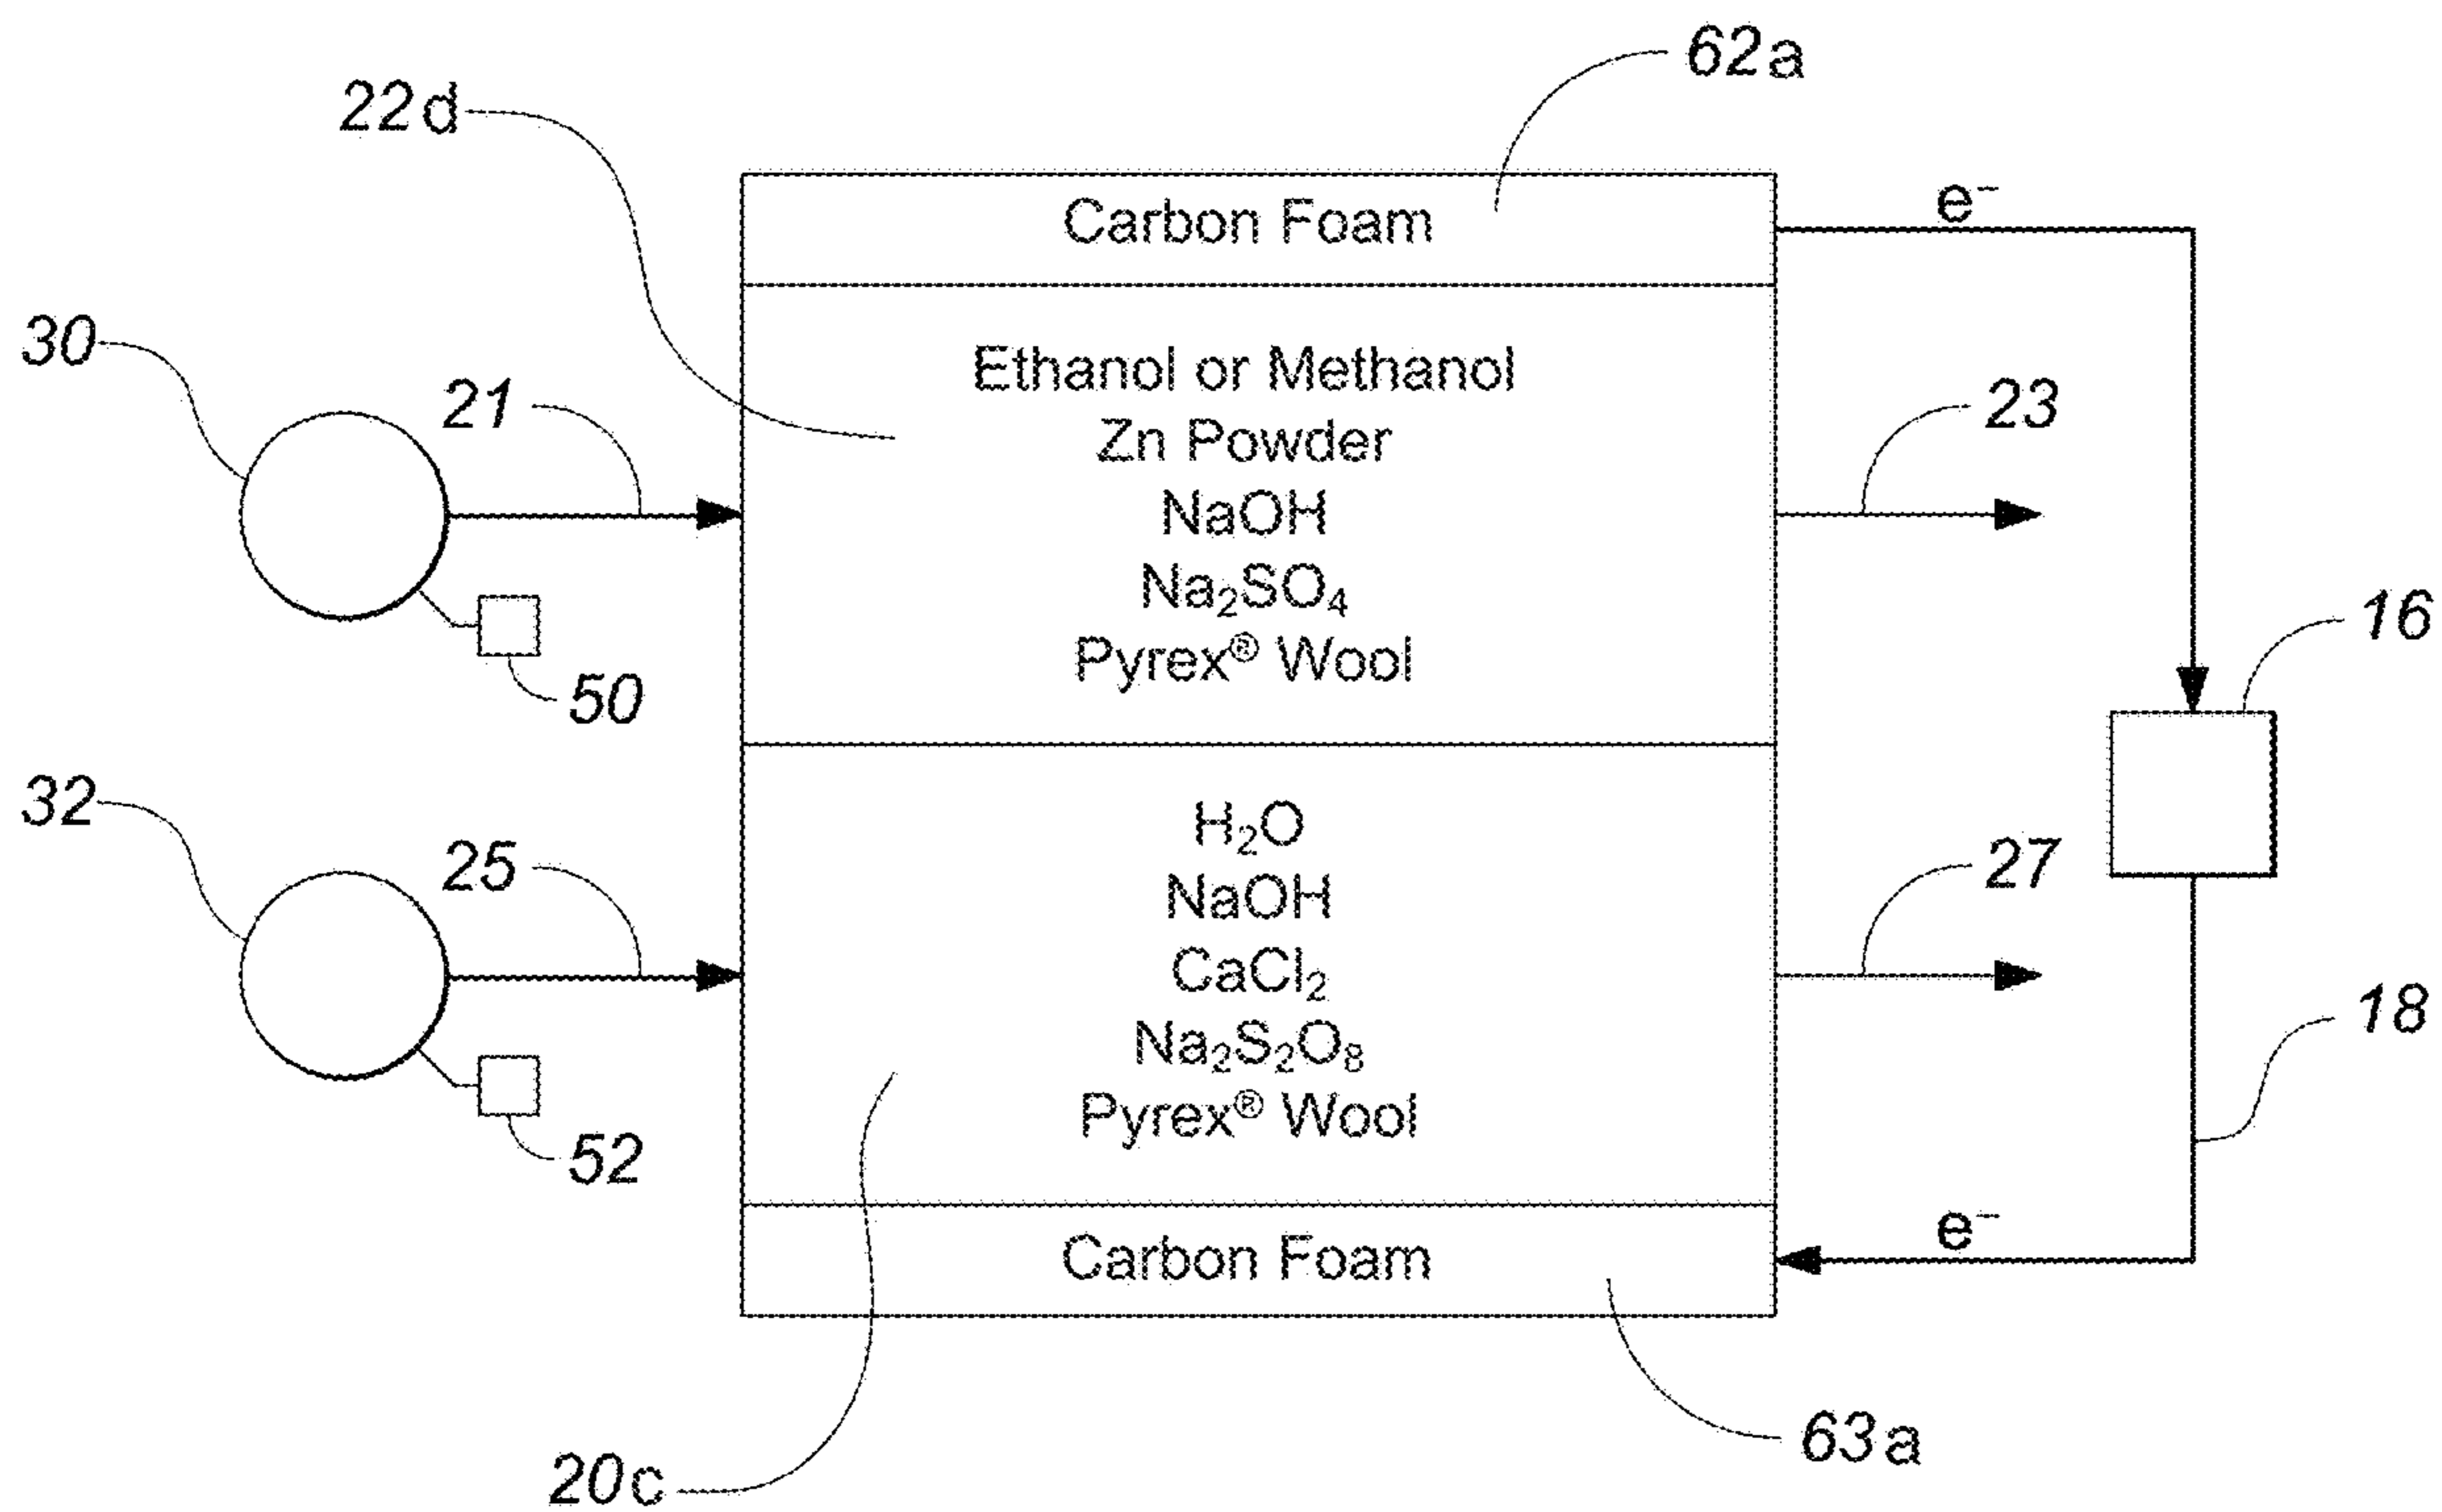 62a
22d
Carbon Foam
e⁻
30
21
Ethanol or Methanol
Zn Powder
NaOH
Na₂SO₄
Pyrex® Wool
23
50
16
32
25
H₂O
NaOH
CaCl₂
Na₂S₂O₈
Pyrex® Wool
27
52
18
Carbon Foam
e⁻
63a
20c